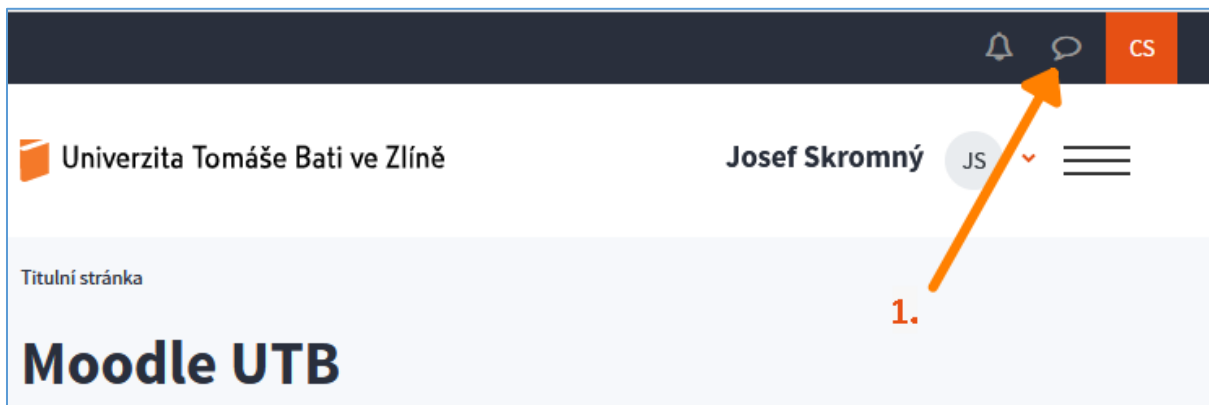 CS
Univerzita Tomáše Bati ve Zlíně
Josef Skromný JS
Titulní stránka
1.
Moodle UTB